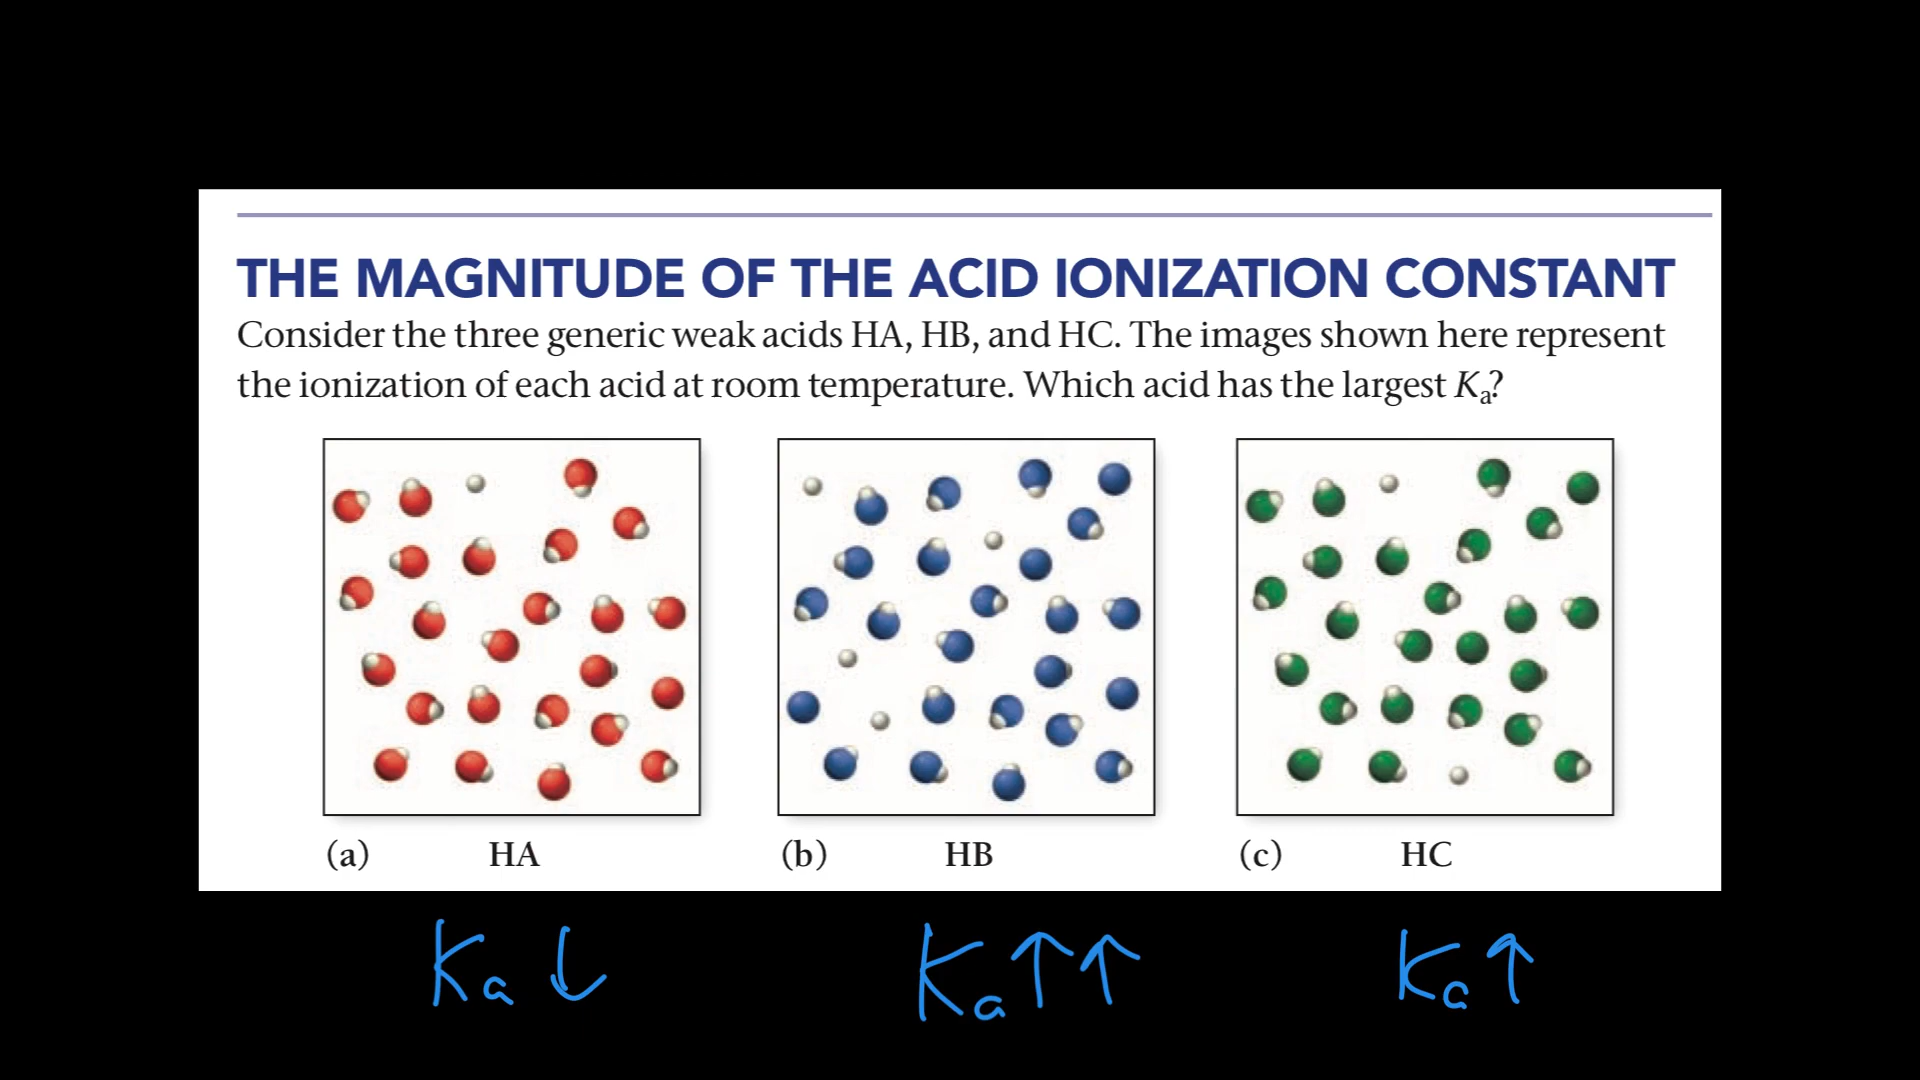 THE MAGNITUDE OF THE ACID IONIZATION CONSTANT
Consider the three generic weak acids HA, HB, and HC. The images shown here represent
the ionization of each acid at room temperature. Which acid has the largest Kₐ?
(a) HA
(b) HB
(c) HC
Kₐ ↓
Kₐ ↑↑
Kₐ ↑